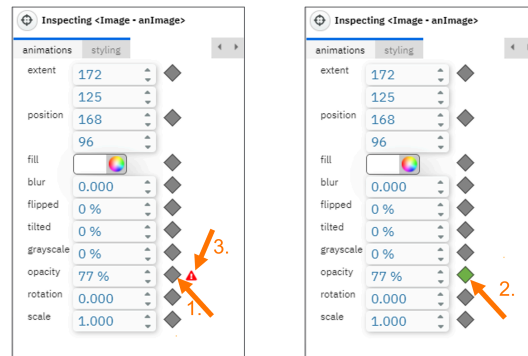 Inspecting <Image - anImage>
animations styling
extent 172
125
position 168
96
fill
blur 0.000
flipped 0 %
tilted 0 %
grayscale 0 %
3.
opacity 77 %
rotation 0.000
1.
scale 1.000
Inspecting <Image - anImage>
animations styling
extent 172
125
position 168
96
fill
blur 0.000
flipped 0 %
tilted 0 %
grayscale 0 %
opacity 77 %
2.
rotation 0.000
scale 1.000